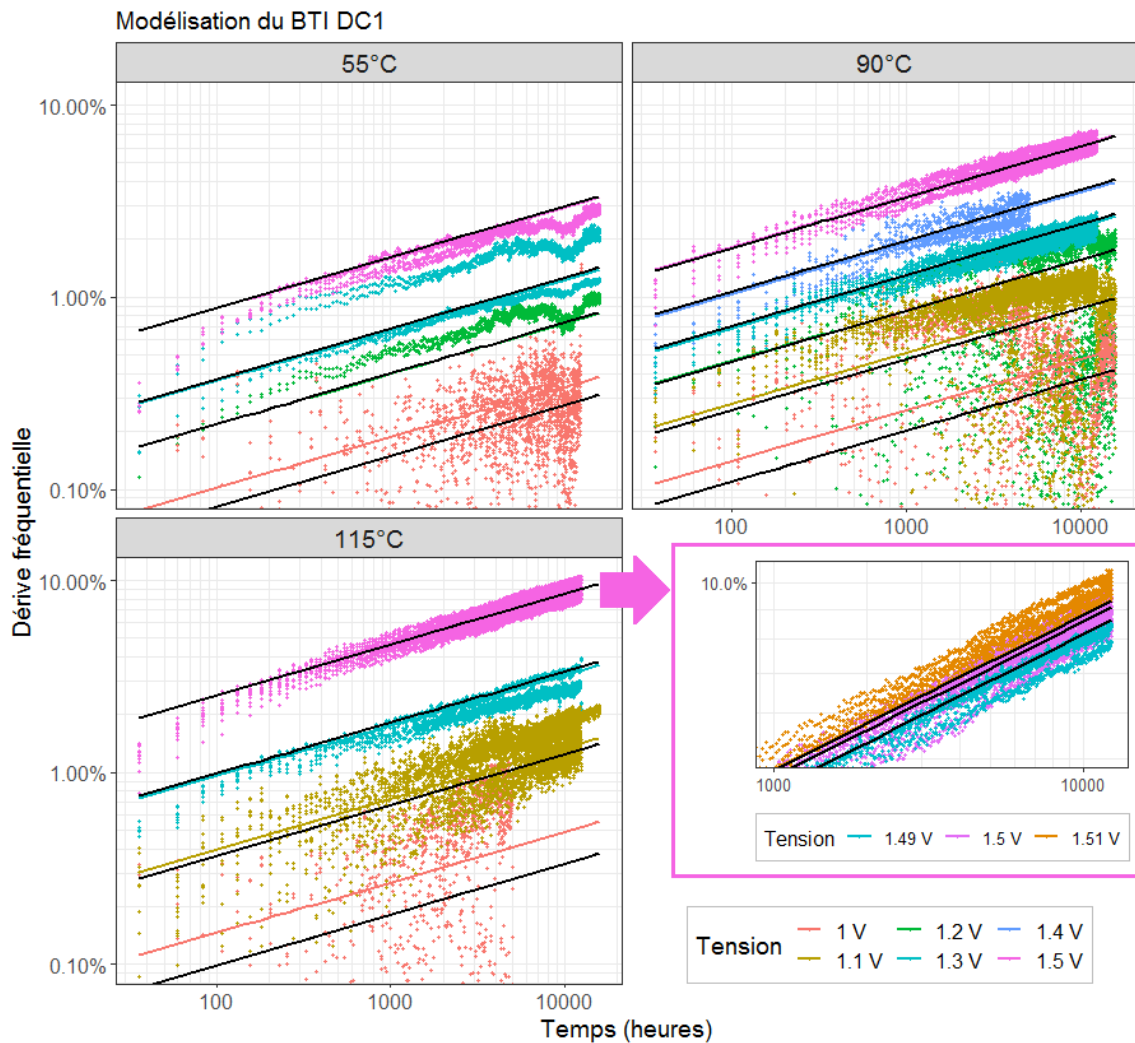 Modélisation du BTI DC1
55°C
90°C
10.00%
1.00%
0.10%
100
1000
10000
115°C
10.00%
1.00%
0.10%
100
1000
10000
10.0%
1000
10000
Tension
1.49 V
1.5 V
1.51 V
Tension
1 V
1.2 V
1.4 V
1.1 V
1.3 V
1.5 V
Dérive fréquentielle
Temps (heures)